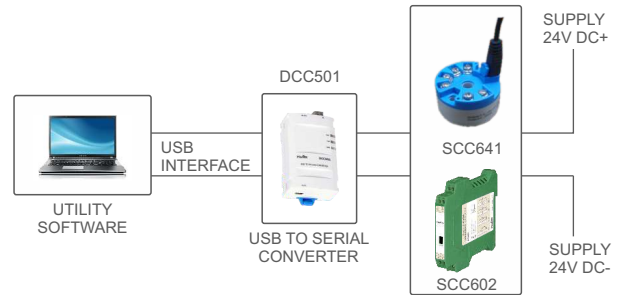 SUPPLY
24V DC+
DCC501
USB
INTERFACE
SCC641
UTILITY
SOFTWARE
USB TO SERIAL
CONVERTER
SCC602
SUPPLY
24V DC-